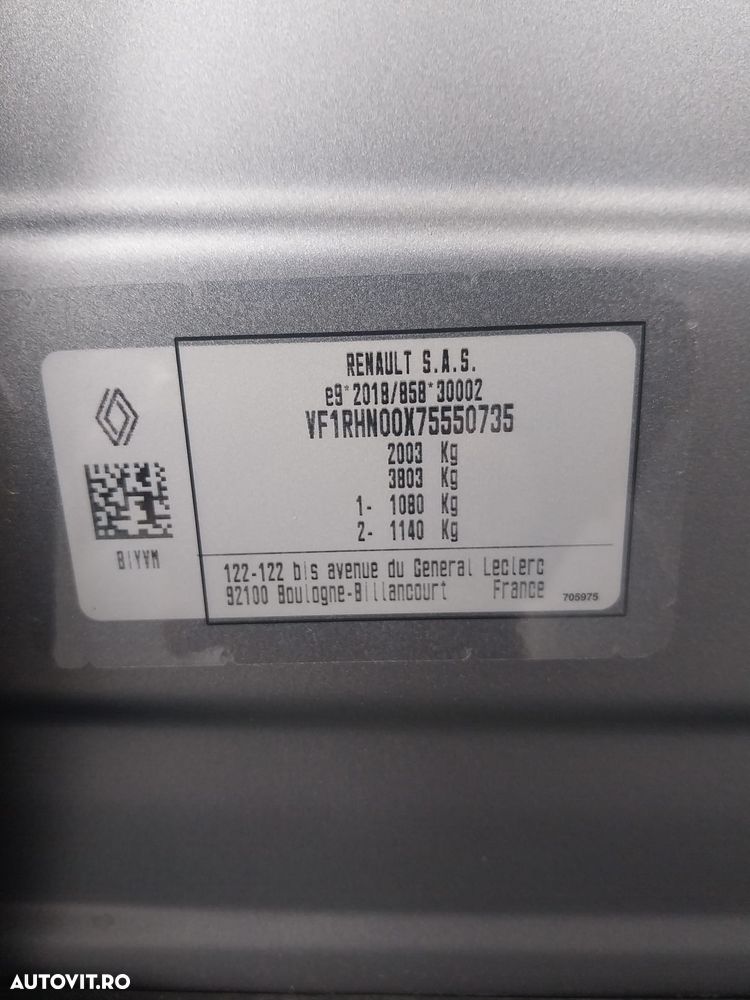 RENAULT S.A.S.
e9*2018/858*30002
VF1RHN00X75550735
2003 Kg
3803 Kg
1- 1080 Kg
2- 1140 Kg
122-122 bis avenue du General Leclerc
92100 Boulogne-Billancourt France
705975
AUTOVIT.RO